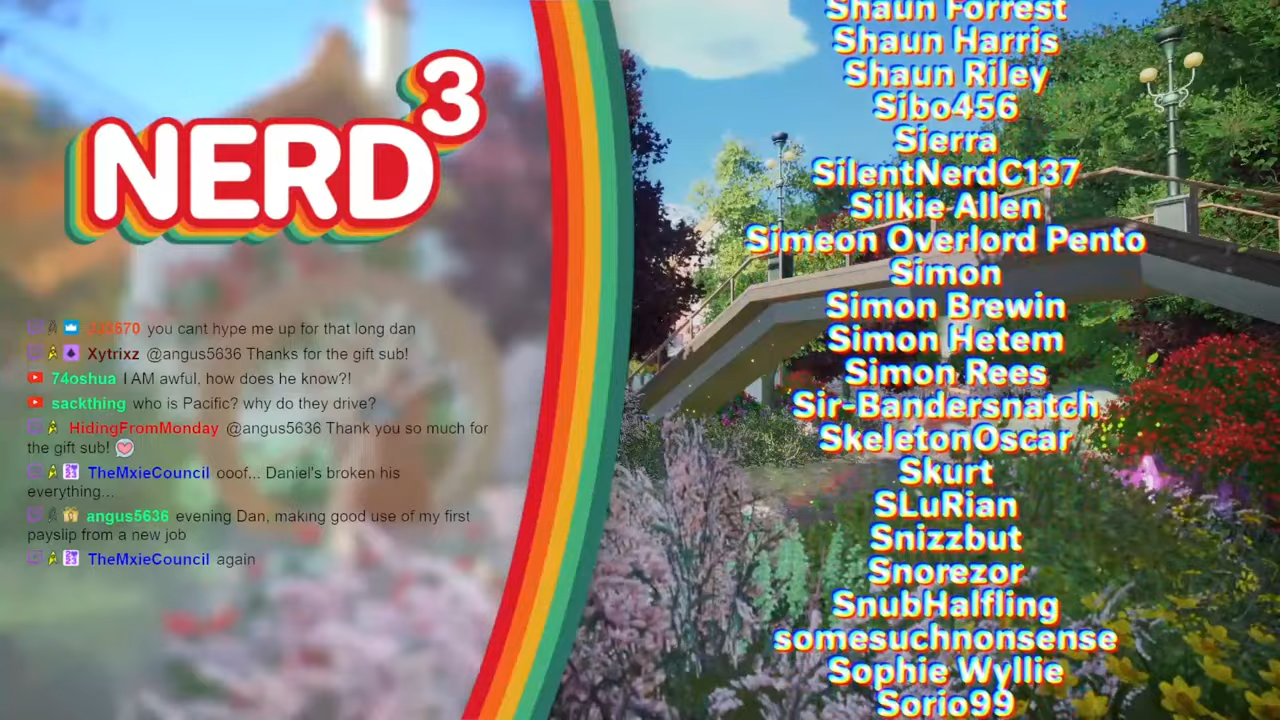 NERD³
333670 you cant hype me up for that long dan
Xytrixz @angus5636 Thanks for the gift sub!
74oshua I AM awful, how does he know?!
sackthing who is Pacific? why do they drive?
HidingFromMonday @angus5636 Thank you so much for
the gift sub!
TheMxieCouncil ooof... Daniel's broken his
everything...
angus5636 evening Dan, making good use of my first
payslip from a new job
TheMxieCouncil again
Shaun Forrest
Shaun Harris
Shaun Riley
Sibo456
Sierra
SilentNerdC137
Silkie Allen
Simeon Overlord Pento
Simon
Simon Brewin
Simon Hetem
Simon Rees
Sir-Bandersnatch
SkeletonOscar
Skurt
SLuRian
Snizzbut
Snorezor
SnubHalfling
somesuchnonsense
Sophie Wyllie
Sorio99